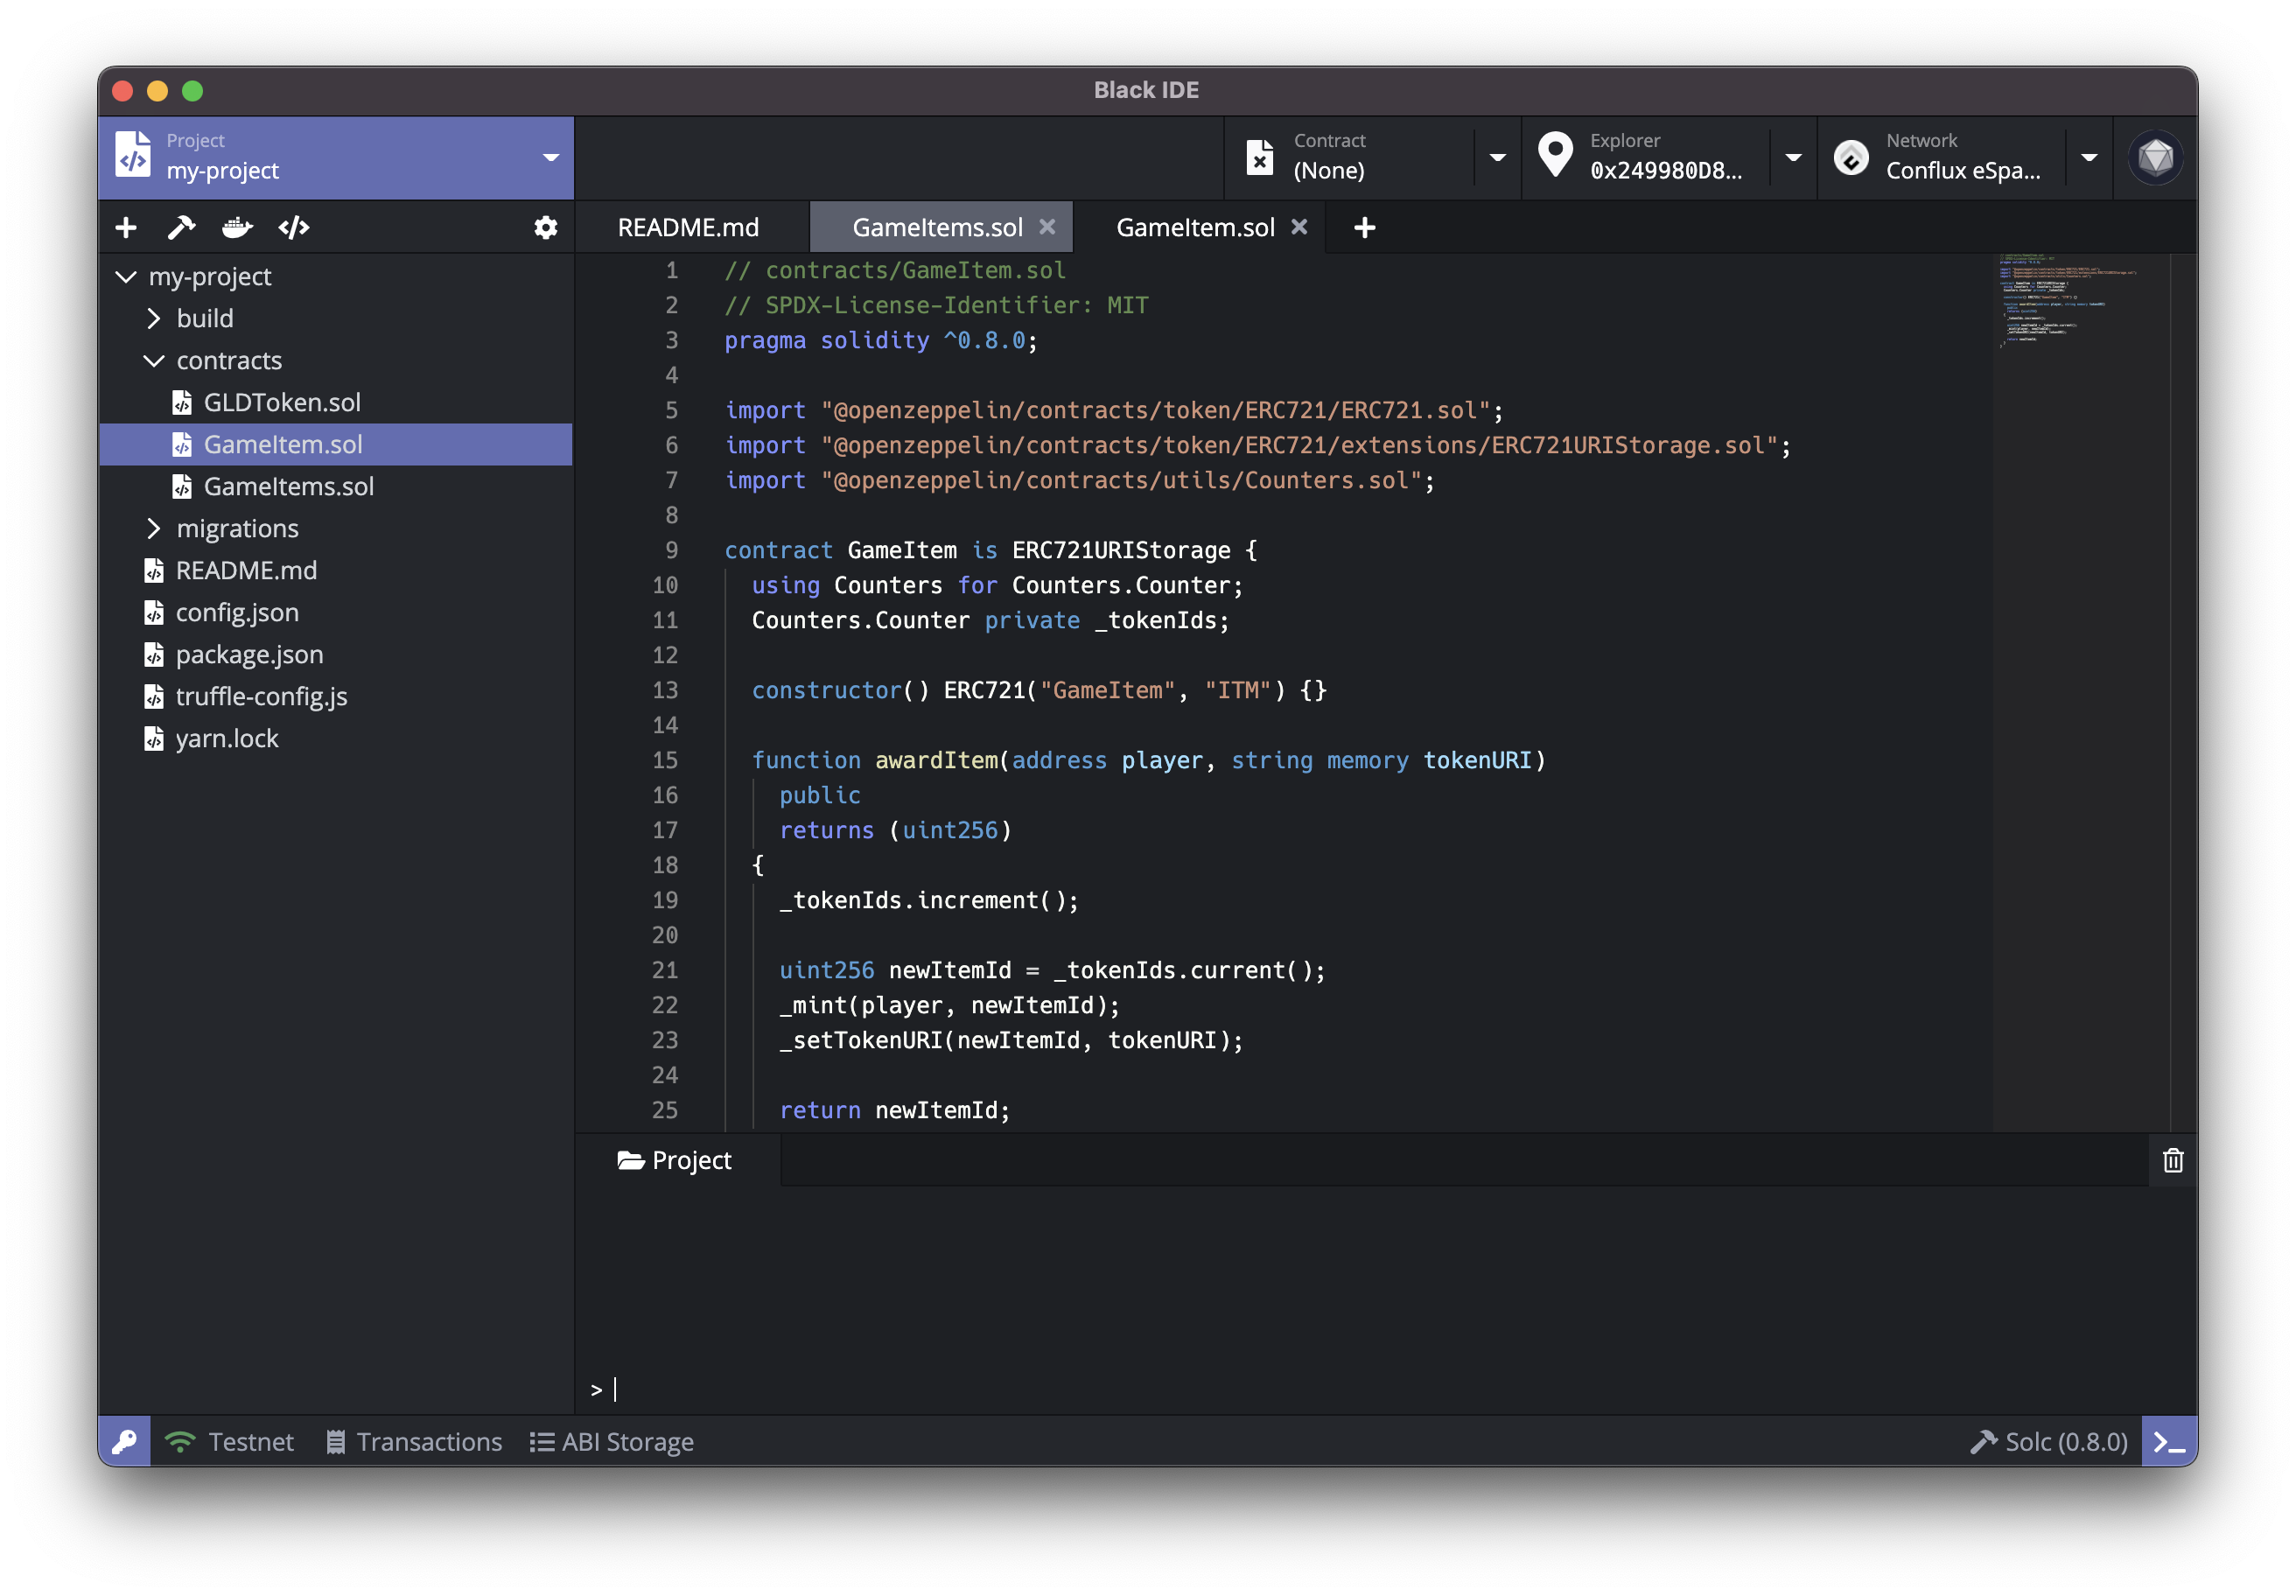 Black IDE
Project
my-project
Contract
(None)
Explorer
0x249980D8...
Network
Conflux eSpa...
README.md
GameItems.sol
GameItem.sol
my-project
build
contracts
GLDToken.sol
GameItem.sol
GameItems.sol
migrations
README.md
config.json
package.json
truffle-config.js
yarn.lock
1 // contracts/GameItem.sol
2 // SPDX-License-Identifier: MIT
3 pragma solidity ^0.8.0;
4
5 import "@openzeppelin/contracts/token/ERC721/ERC721.sol";
6 import "@openzeppelin/contracts/token/ERC721/extensions/ERC721URIStorage.sol";
7 import "@openzeppelin/contracts/utils/Counters.sol";
8
9 contract GameItem is ERC721URIStorage {
10 using Counters for Counters.Counter;
11 Counters.Counter private _tokenIds;
12
13 constructor() ERC721("GameItem", "ITM") {}
14
15 function awardItem(address player, string memory tokenURI)
16 public
17 returns (uint256)
18 {
19 _tokenIds.increment();
20
21 uint256 newItemId = _tokenIds.current();
22 _mint(player, newItemId);
23 _setTokenURI(newItemId, tokenURI);
24
25 return newItemId;
Project
>
Testnet
Transactions
ABI Storage
Solc (0.8.0)